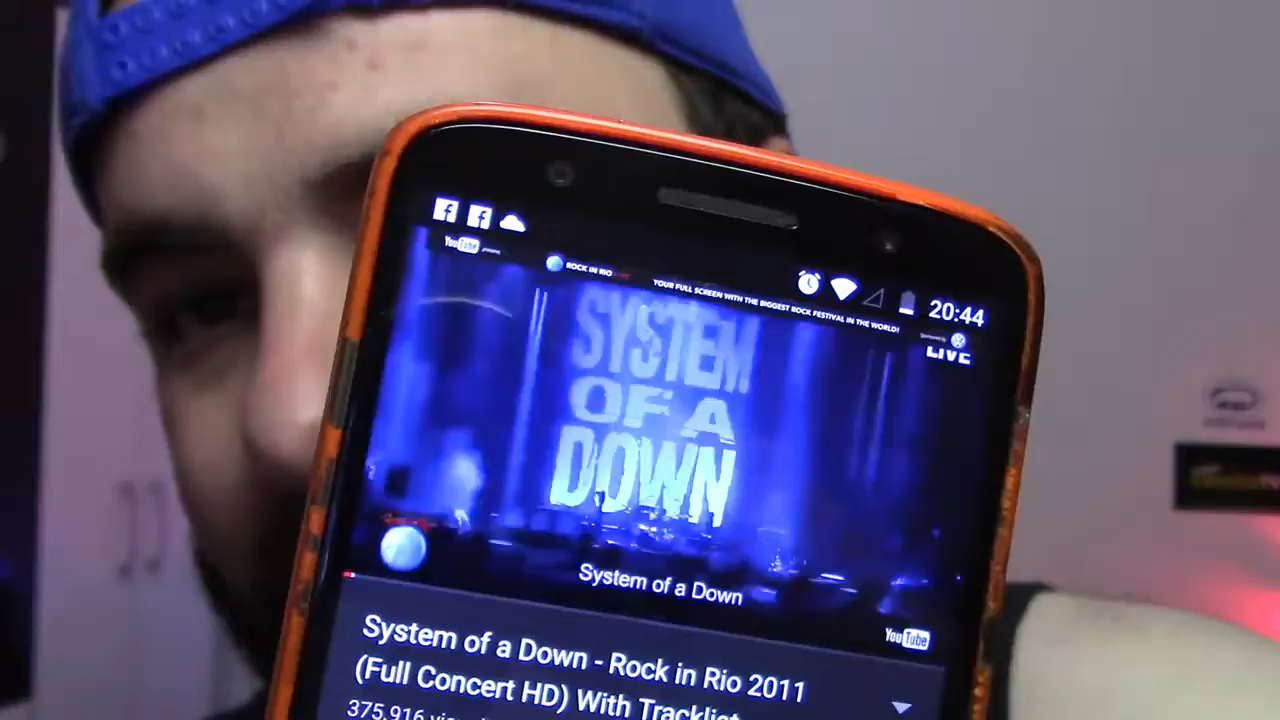 20:44
YouTube presents
ROCK IN RIO
YOUR FULL SCREEN WITH THE BIGGEST ROCK FESTIVAL IN THE WORLD!
LIVE
SYSTEM
OF A
DOWN
System of a Down
YouTube
System of a Down - Rock in Rio 2011
(Full Concert HD) With Tracklist
375,916